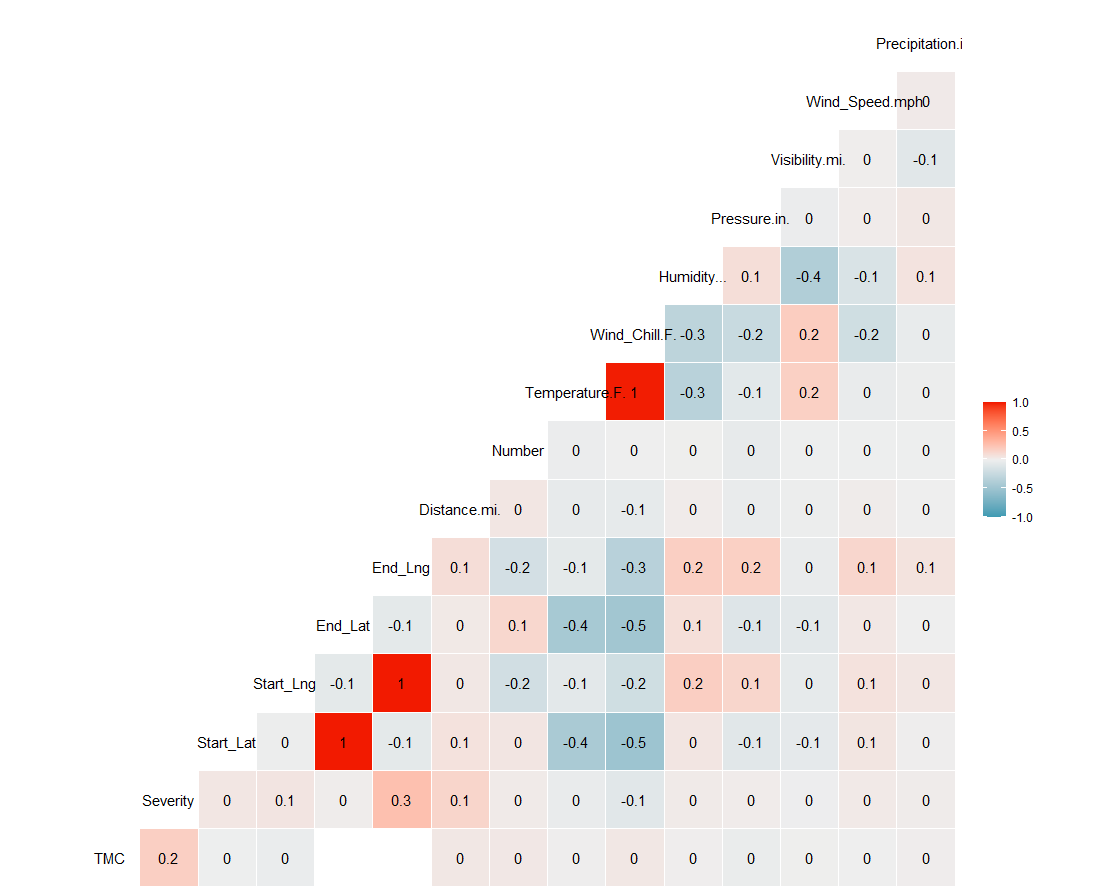 Precipitation.i
Wind_Speed.mph 0
Visibility.mi. 0 -0.1
Pressure.in. 0 0 0
Humidity... 0.1 -0.4 -0.1 0.1
Wind_Chill.F. -0.3 -0.2 0.2 -0.2 0
Temperature.F. 1 -0.3 -0.1 0.2 0 0
1.0
Number 0 0 0 0 0 0 0
0.5
0.0
-0.5
-1.0
Distance.mi. 0 0 -0.1 0 0 0 0 0
End_Lng 0.1 -0.2 -0.1 -0.3 0.2 0.2 0 0.1 0.1
End_Lat -0.1 0 0.1 -0.4 -0.5 0.1 -0.1 -0.1 0 0
Start_Lng -0.1 1 0 -0.2 -0.1 -0.2 0.2 0.1 0 0.1 0
Start_Lat 0 1 -0.1 0.1 0 -0.4 -0.5 0 -0.1 -0.1 0.1 0
Severity 0 0.1 0 0.3 0.1 0 0 -0.1 0 0 0 0 0
TMC 0.2 0 0 0 0 0 0 0 0 0 0 0